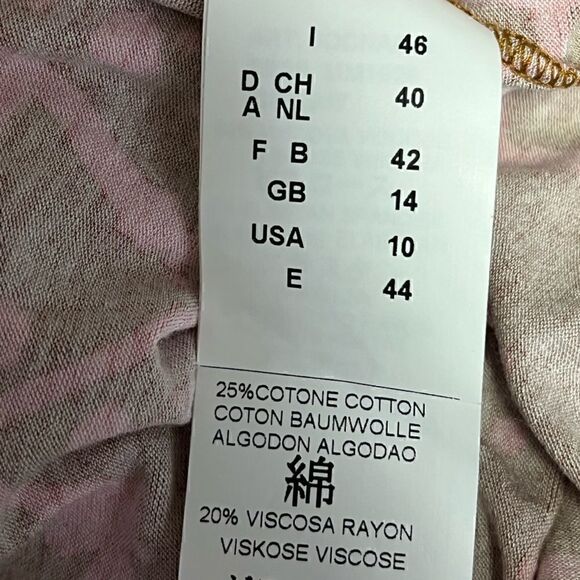 I 46
D CH
A NL 40
F B 42
GB 14
USA 10
E 44
25%COTONE COTTON
COTON BAUMWOLLE
ALGODON ALGODAO
綿
20% VISCOSA RAYON
VISKOSE VISCOSE